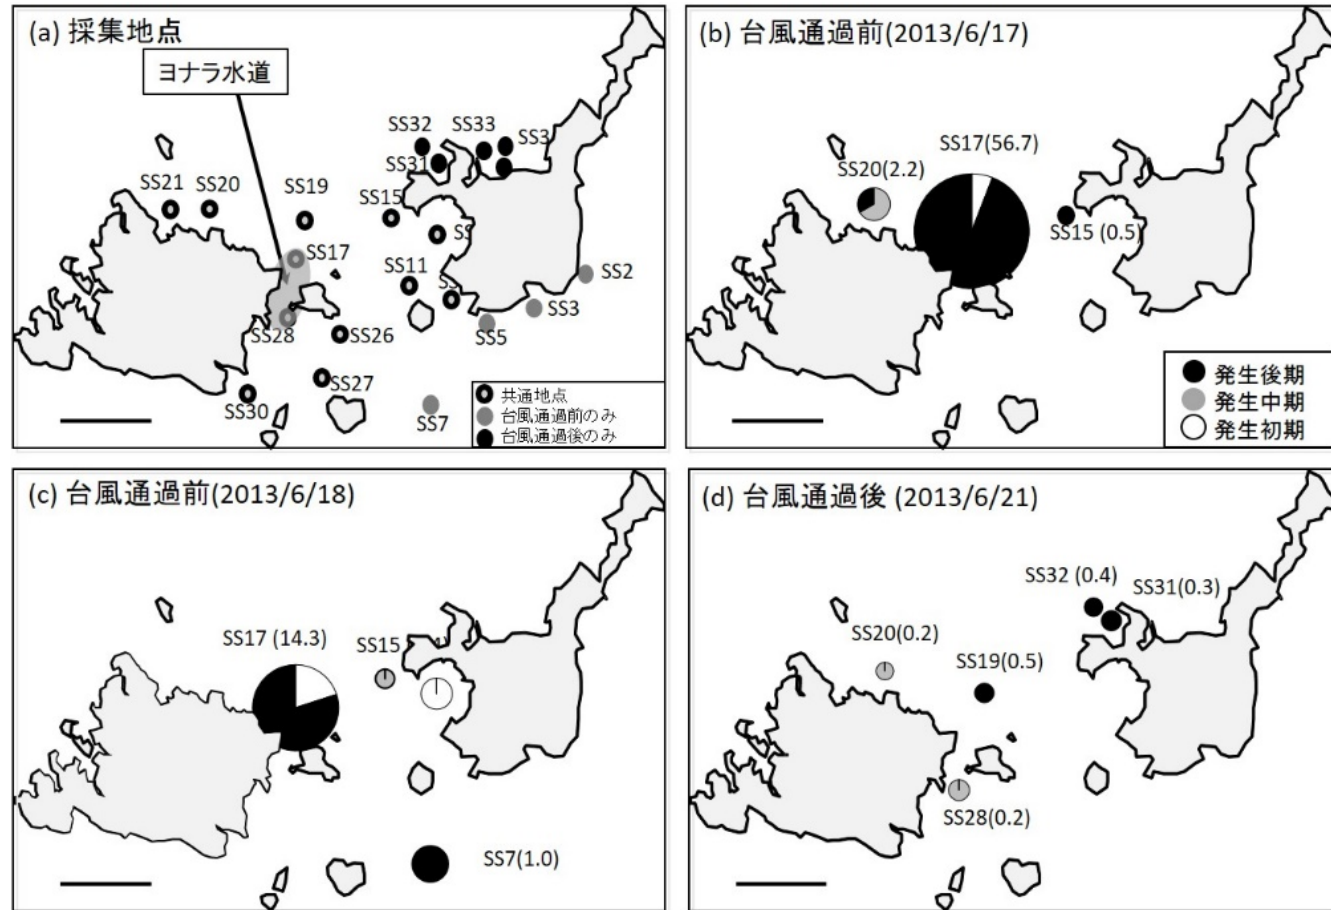 (a) 採集地点
ヨナラ水道
SS32
SS33
SS3
SS31
SS21
SS20
SS19
SS15
SS17
SS11
SS2
SS3
SS5
SS28
SS26
SS27
SS30
SS7
共通地点
台風通過前のみ
台風通過後のみ
(b) 台風通過前(2013/6/17)
SS17(56.7)
SS20(2.2)
SS15 (0.5)
発生後期
発生中期
発生初期
(c) 台風通過前(2013/6/18)
SS17 (14.3)
SS15
SS7(1.0)
(d) 台風通過後 (2013/6/21)
SS32 (0.4)
SS31(0.3)
SS20(0.2)
SS19(0.5)
SS28(0.2)